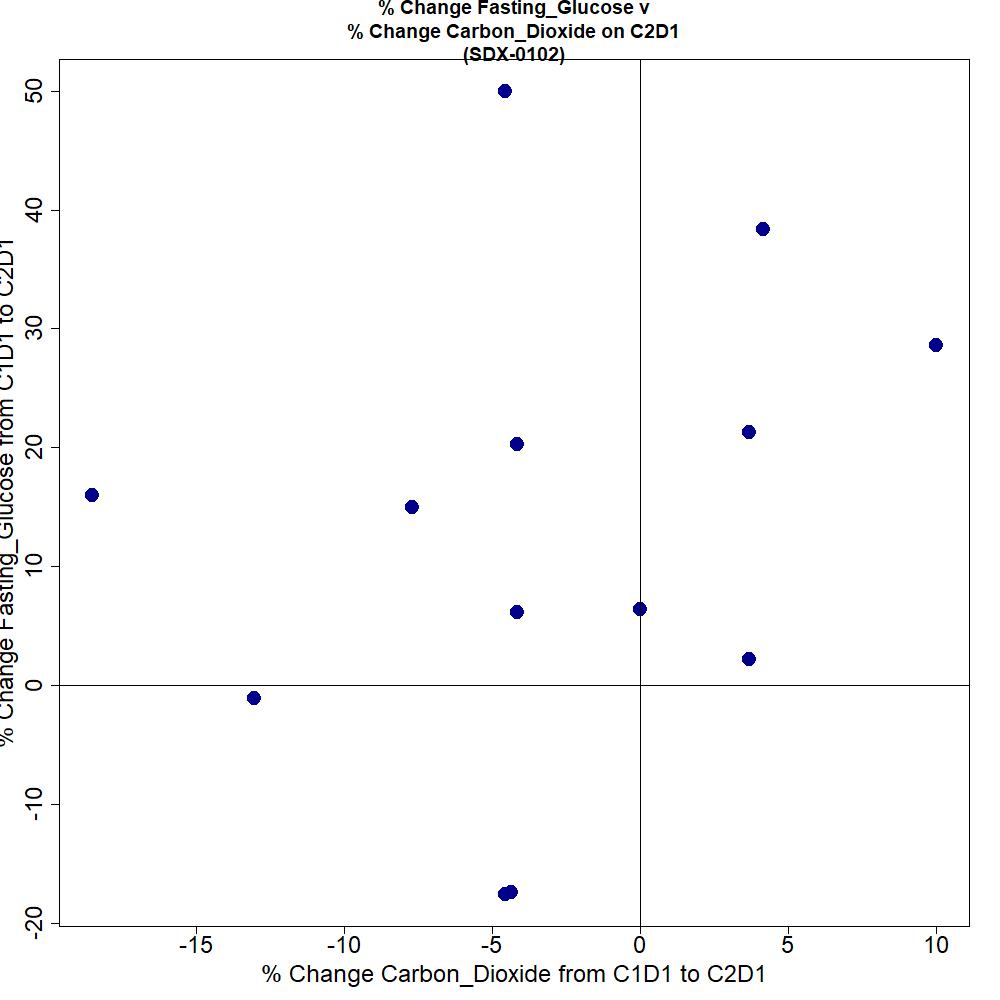 % Change Fasting_Glucose v
% Change Carbon_Dioxide on C2D1
(SDX-0102)
% Change Fasting_Glucose from C1D1 to C2D1
50
40
30
20
10
0
-10
-20
-15
-10
-5
0
5
10
% Change Carbon_Dioxide from C1D1 to C2D1